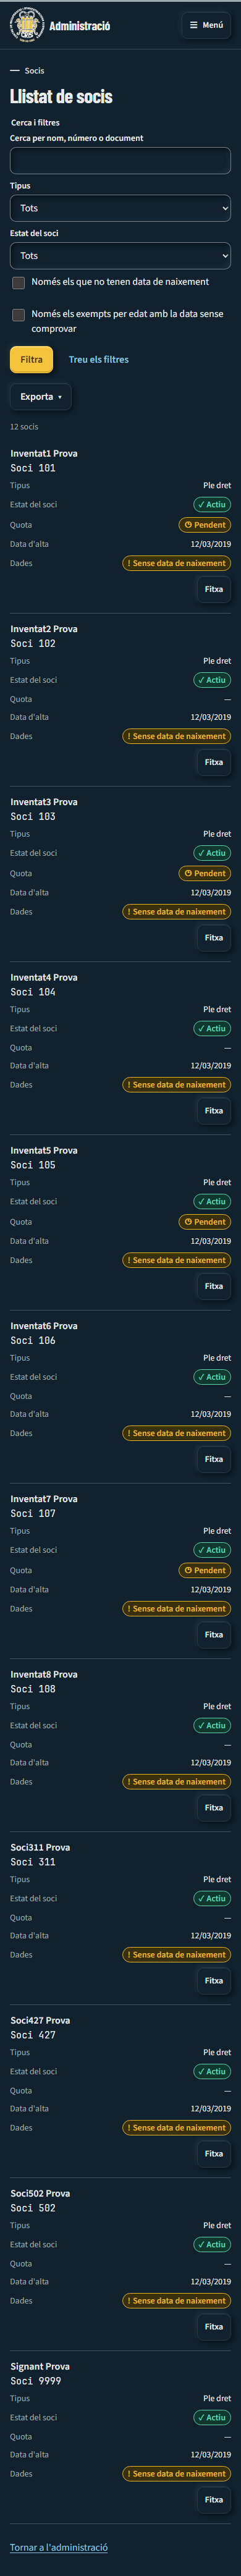 Administració
☰ Menú
— Socis
Llistat de socis
Cerca i filtres
Cerca per nom, número o document
Tipus
Tots
Estat del soci
Tots
Només els que no tenen data de naixement
Només els exempts per edat amb la data sense
comprovar
Filtra
Treu els filtres
Exporta ▾
12 socis
Inventat1 Prova
Soci 101
Tipus Ple dret
Estat del soci ✓ Actiu
Quota Pendent
Data d'alta 12/03/2019
Dades ! Sense data de naixement
Fitxa
Inventat2 Prova
Soci 102
Tipus Ple dret
Estat del soci ✓ Actiu
Quota —
Data d'alta 12/03/2019
Dades ! Sense data de naixement
Fitxa
Inventat3 Prova
Soci 103
Tipus Ple dret
Estat del soci ✓ Actiu
Quota Pendent
Data d'alta 12/03/2019
Dades ! Sense data de naixement
Fitxa
Inventat4 Prova
Soci 104
Tipus Ple dret
Estat del soci ✓ Actiu
Quota —
Data d'alta 12/03/2019
Dades ! Sense data de naixement
Fitxa
Inventat5 Prova
Soci 105
Tipus Ple dret
Estat del soci ✓ Actiu
Quota Pendent
Data d'alta 12/03/2019
Dades ! Sense data de naixement
Fitxa
Inventat6 Prova
Soci 106
Tipus Ple dret
Estat del soci ✓ Actiu
Quota —
Data d'alta 12/03/2019
Dades ! Sense data de naixement
Fitxa
Inventat7 Prova
Soci 107
Tipus Ple dret
Estat del soci ✓ Actiu
Quota Pendent
Data d'alta 12/03/2019
Dades ! Sense data de naixement
Fitxa
Inventat8 Prova
Soci 108
Tipus Ple dret
Estat del soci ✓ Actiu
Quota —
Data d'alta 12/03/2019
Dades ! Sense data de naixement
Fitxa
Soci311 Prova
Soci 311
Tipus Ple dret
Estat del soci ✓ Actiu
Quota —
Data d'alta 12/03/2019
Dades ! Sense data de naixement
Fitxa
Soci427 Prova
Soci 427
Tipus Ple dret
Estat del soci ✓ Actiu
Quota —
Data d'alta 12/03/2019
Dades ! Sense data de naixement
Fitxa
Soci502 Prova
Soci 502
Tipus Ple dret
Estat del soci ✓ Actiu
Quota —
Data d'alta 12/03/2019
Dades ! Sense data de naixement
Fitxa
Signant Prova
Soci 9999
Tipus Ple dret
Estat del soci ✓ Actiu
Quota —
Data d'alta 12/03/2019
Dades ! Sense data de naixement
Fitxa
Tornar a l'administració